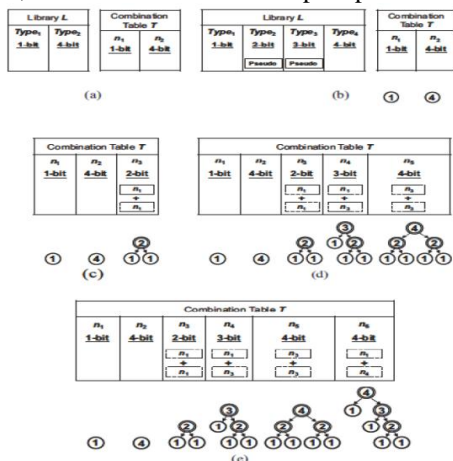 Library L
Type₁ Type₂
1-bit 4-bit
Combination
Table T
n₁ n₂
1-bit 4-bit
(a)
Library L
Type₁ Type₂ Type₃ Type₄
1-bit 2-bit 3-bit 4-bit
Pseudo Pseudo
Combination
Table T
n₁ n₂
1-bit 4-bit
1 4
(b)
Combination Table T
n₁ n₂ n₃
1-bit 4-bit 2-bit
n₁
+
n₁
2
1 4 1 1
(c)
Combination Table T
n₁ n₂ n₃ n₄ n₅
1-bit 4-bit 2-bit 3-bit 4-bit
n₁ n₁ n₃
+ + +
n₁ n₃ n₃
3 4
2 1 2 2 2
1 4 1 1 1 1 1 1 1 1
(d)
Combination Table T
n₁ n₂ n₃ n₄ n₅ n₆
1-bit 4-bit 2-bit 3-bit 4-bit 4-bit
n₁ n₁ n₃ n₁
+ + + +
n₁ n₃ n₃ n₄
4
3 4 1 3
2 1 2 2 2 1 2
1 4 1 1 1 1 1 1 1 1 1 1
(e)